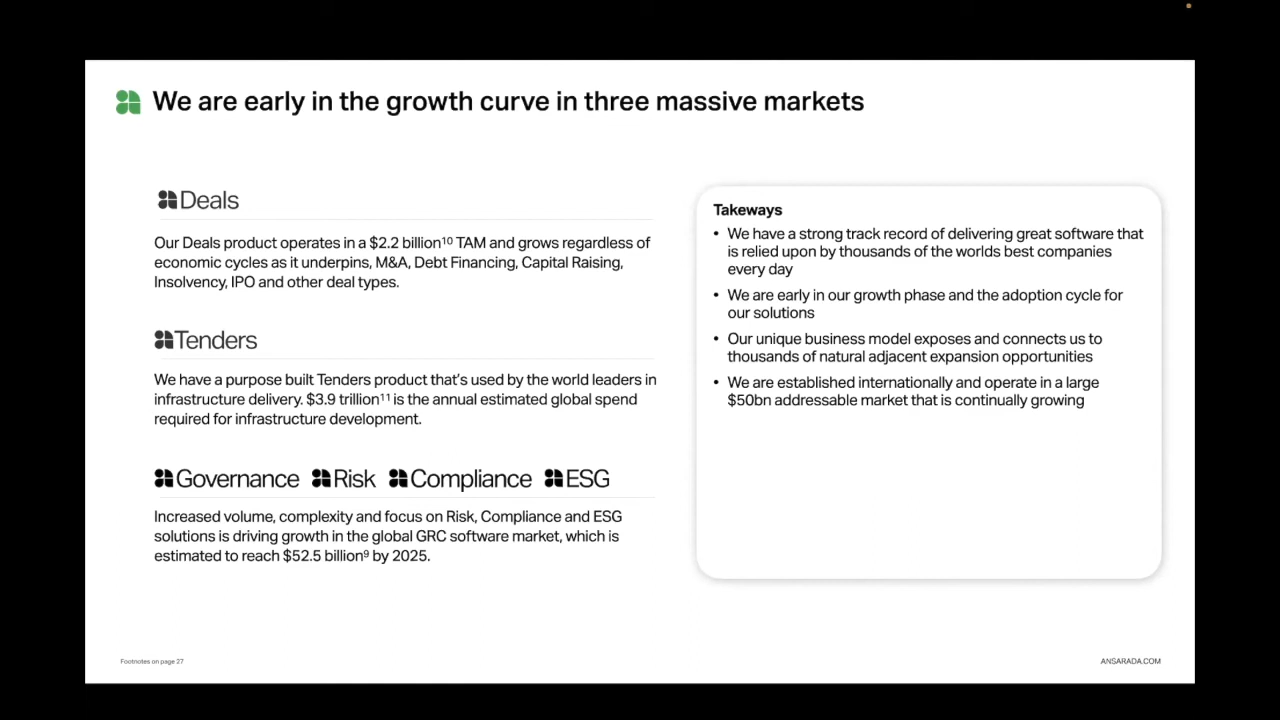 We are early in the growth curve in three massive markets
Deals
Our Deals product operates in a $2.2 billion¹⁰ TAM and grows regardless of
economic cycles as it underpins, M&A, Debt Financing, Capital Raising,
Insolvency, IPO and other deal types.
Tenders
We have a purpose built Tenders product that's used by the world leaders in
infrastructure delivery. $3.9 trillion¹¹ is the annual estimated global spend
required for infrastructure development.
Governance Risk Compliance ESG
Increased volume, complexity and focus on Risk, Compliance and ESG
solutions is driving growth in the global GRC software market, which is
estimated to reach $52.5 billion⁹ by 2025.
Takeways
• We have a strong track record of delivering great software that
is relied upon by thousands of the worlds best companies
every day
• We are early in our growth phase and the adoption cycle for
our solutions
• Our unique business model exposes and connects us to
thousands of natural adjacent expansion opportunities
• We are established internationally and operate in a large
$50bn addressable market that is continually growing
Footnotes on page 27
ANSARADA.COM